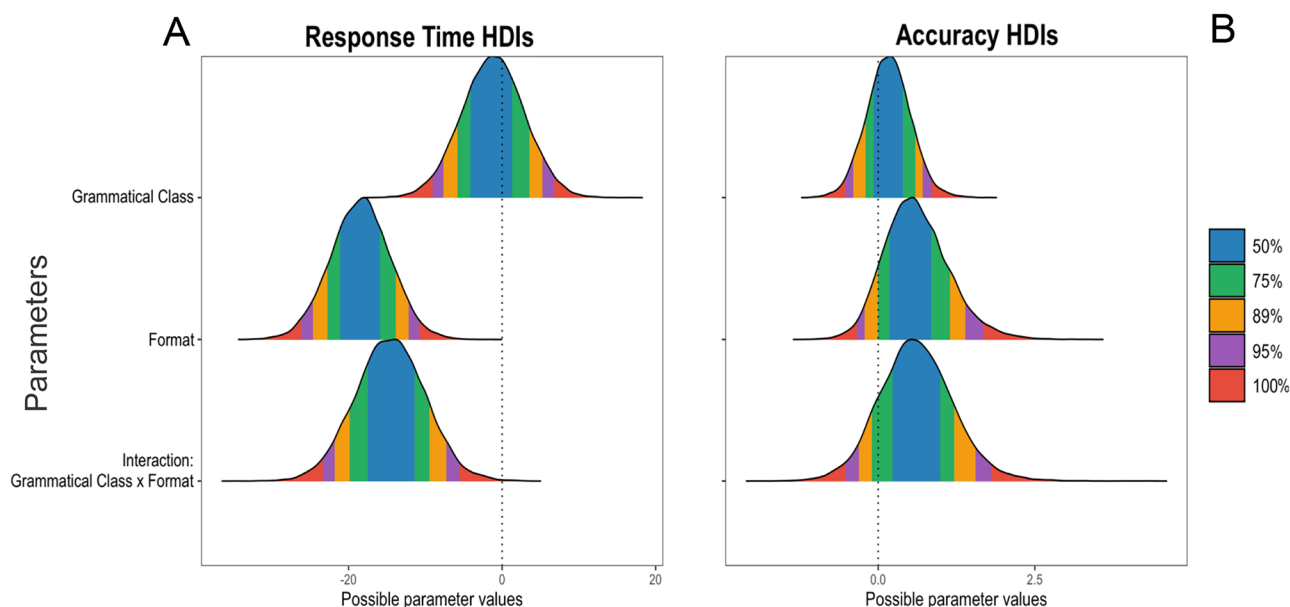 A
Response Time HDIs
Accuracy HDIs
B
Parameters
Grammatical Class
Format
Interaction:
Grammatical Class x Format
-20
0
20
Possible parameter values
0.0
2.5
Possible parameter values
50%
75%
89%
95%
100%